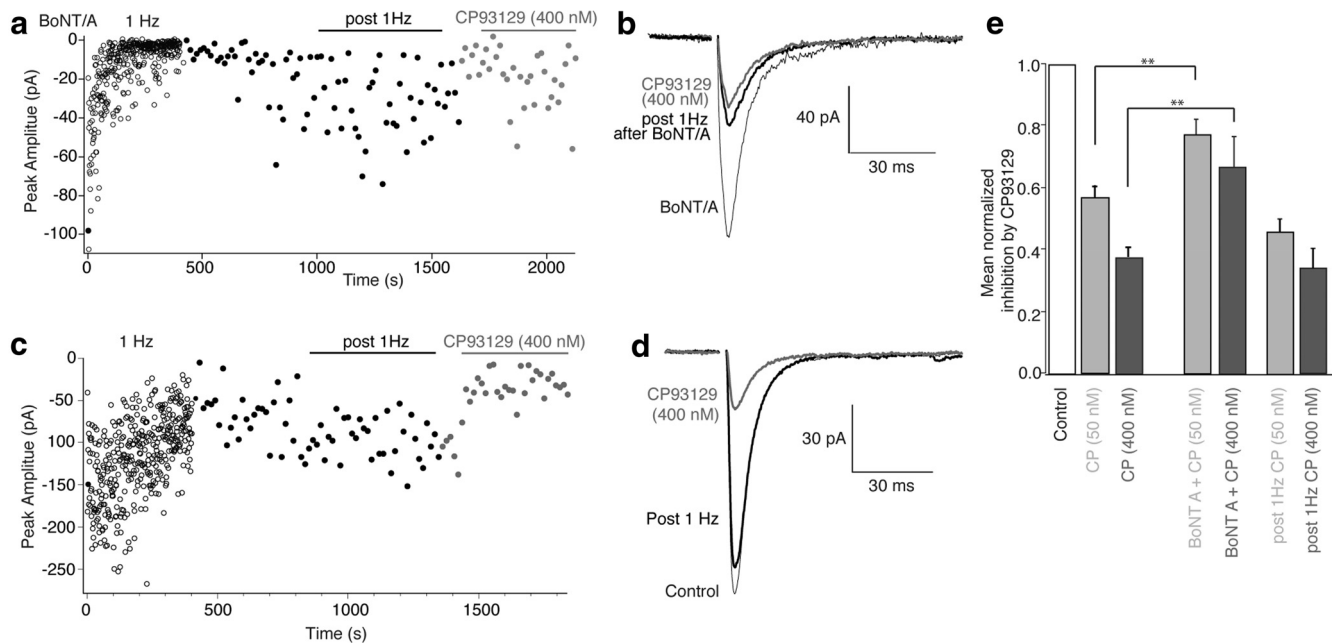 a
BoNT/A
1 Hz
post 1Hz
CP93129 (400 nM)
Peak Amplitue (pA)
0
-20
-40
-60
-80
-100
0
500
1000
1500
2000
Time (s)
b
CP93129
(400 nM)
post 1Hz
after BoNT/A
BoNT/A
40 pA
30 ms
c
1 Hz
post 1Hz
CP93129 (400 nM)
Peak Amplitue (pA)
0
-50
-100
-150
-200
-250
0
500
1000
1500
Time (s)
d
CP93129
(400 nM)
Post 1 Hz
Control
30 pA
30 ms
e
Mean normalized
inhibition by CP93129
1.0
0.8
0.6
0.4
0.2
0.0
**
**
Control
CP (50 nM)
CP (400 nM)
BoNT A + CP (50 nM)
BoNT A + CP (400 nM)
post 1Hz CP (50 nM)
post 1Hz CP (400 nM)